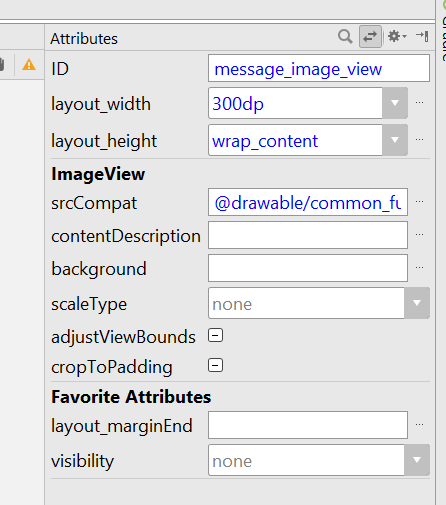 Attributes
ID message_image_view
layout_width 300dp
layout_height wrap_content
ImageView
srcCompat @drawable/common_fu
contentDescription
background
scaleType none
adjustViewBounds
cropToPadding
Favorite Attributes
layout_marginEnd
visibility none